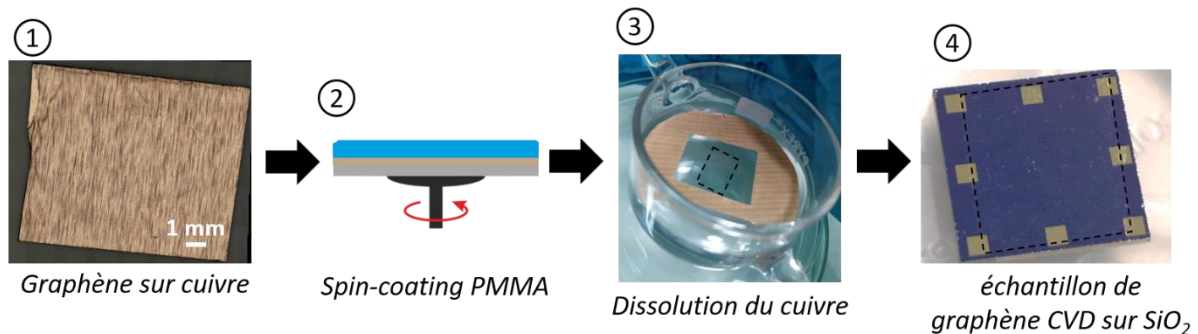 ①
1 mm
Graphène sur cuivre
②
Spin-coating PMMA
③
PYREX
Dissolution du cuivre
④
échantillon de
graphène CVD sur SiO₂